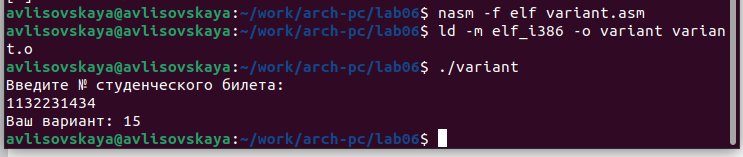 avlisovskaya@avlisovskaya:~/work/arch-pc/lab06$ nasm -f elf variant.asm
avlisovskaya@avlisovskaya:~/work/arch-pc/lab06$ ld -m elf_i386 -o variant varian
t.o
avlisovskaya@avlisovskaya:~/work/arch-pc/lab06$ ./variant
Введите № студенческого билета:
1132231434
Ваш вариант: 15
avlisovskaya@avlisovskaya:~/work/arch-pc/lab06$